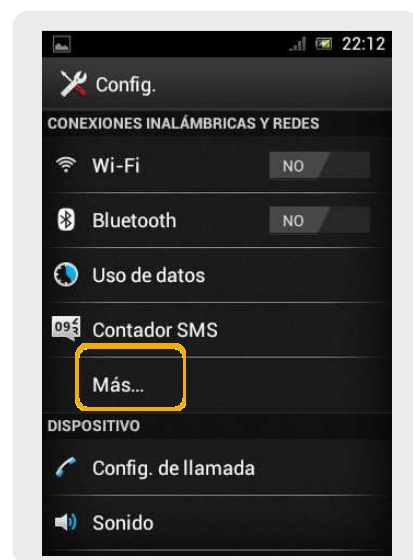 22:12
Config.
CONEXIONES INALÁMBRICAS Y REDES
Wi-Fi NO
Bluetooth NO
Uso de datos
Contador SMS
Más...
DISPOSITIVO
Config. de llamada
Sonido